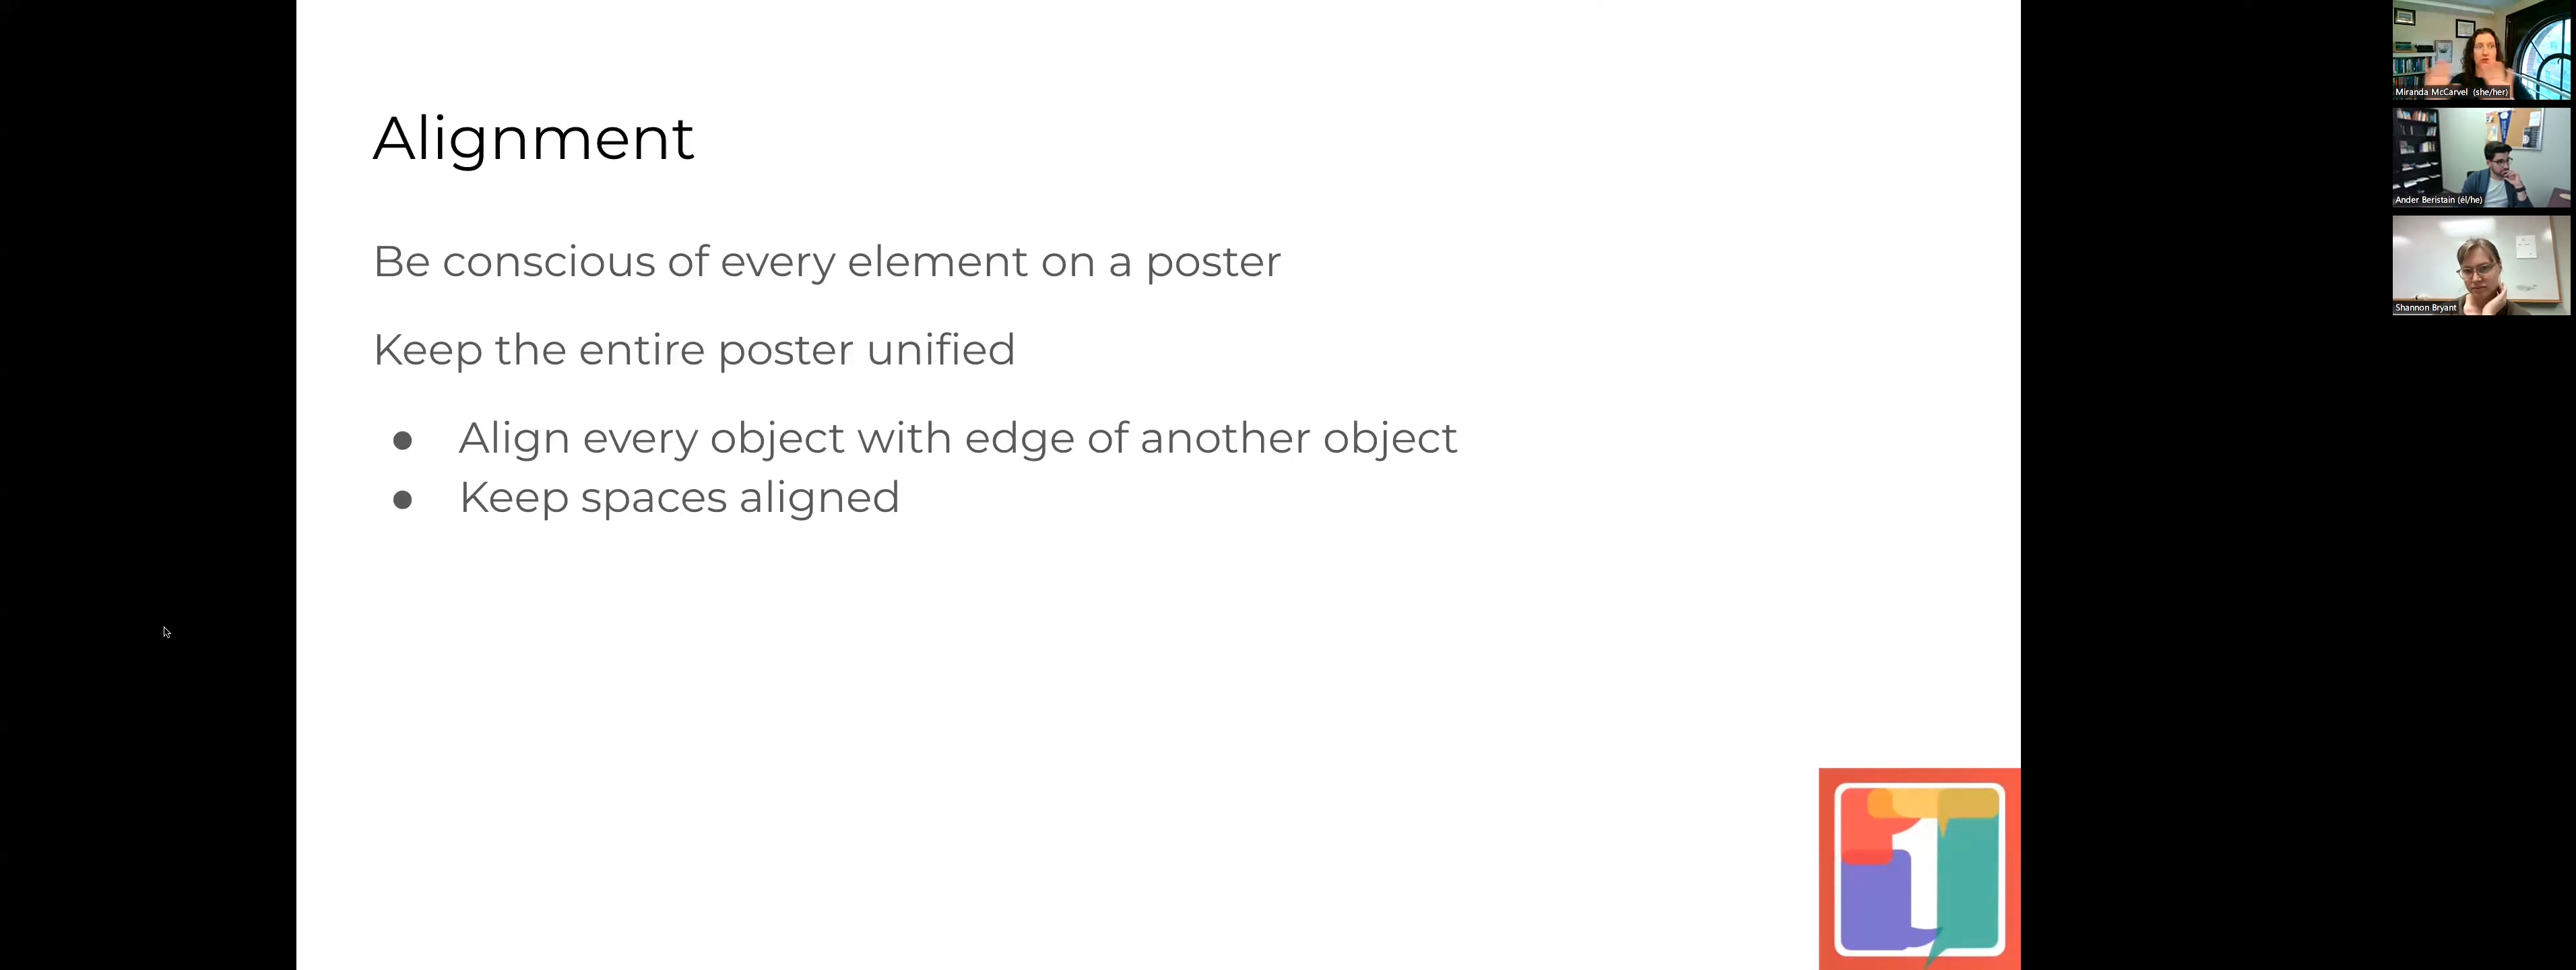 Alignment
Be conscious of every element on a poster
Keep the entire poster unified
● Align every object with edge of another object
● Keep spaces aligned
Miranda McCarvel (she/her)
Ander Beristain (él/he)
Shannon Bryant
1